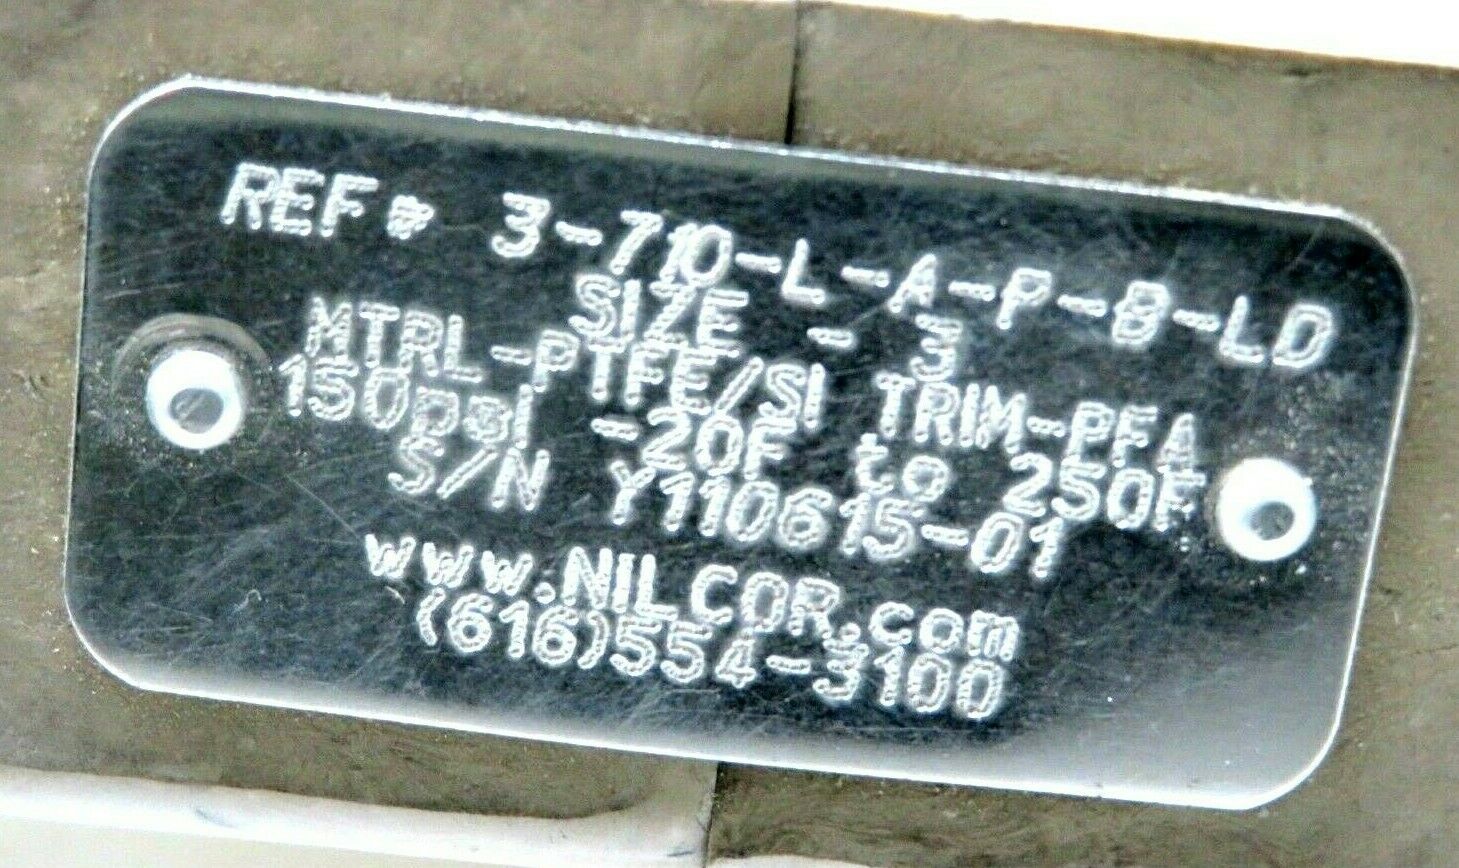 REF# 3-710-L-A-P-B-LD
SIZE - 3
MTRL-PTFE/SI TRIM-PFA
150psi -20F to 250F
S/N Y110615-01
www.NILCOR.com
(616)554-3100